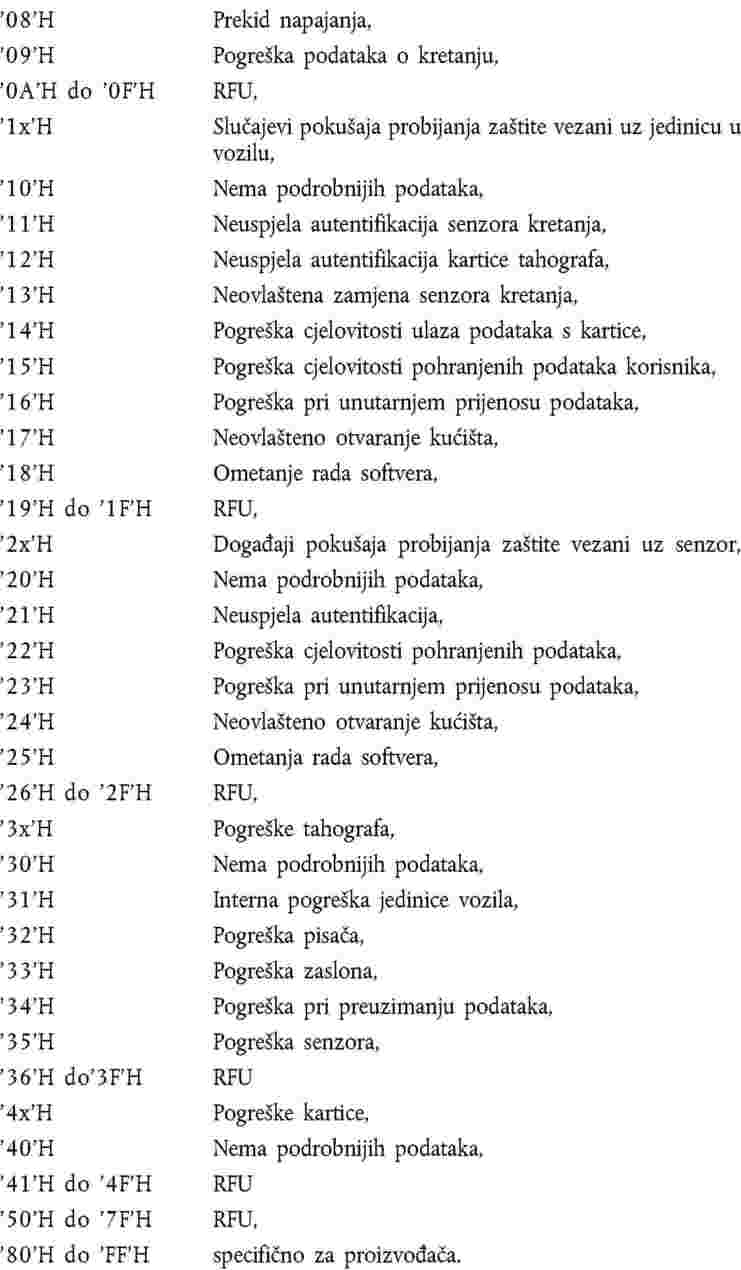 '08'H Prekid napajanja,
'09'H Pogreška podataka o kretanju,
'0A'H do '0F'H RFU,
'1x'H Slučajevi pokušaja probijanja zaštite vezani uz jedinicu u
vozilu,
'10'H Nema podrobnijih podataka,
'11'H Neuspjela autentifikacija senzora kretanja,
'12'H Neuspjela autentifikacija kartice tahografa,
'13'H Neovlaštena zamjena senzora kretanja,
'14'H Pogreška cjelovitosti ulaza podataka s kartice,
'15'H Pogreška cjelovitosti pohranjenih podataka korisnika,
'16'H Pogreška pri unutarnjem prijenosu podataka,
'17'H Neovlašteno otvaranje kućišta,
'18'H Ometanje rada softvera,
'19'H do '1F'H RFU,
'2x'H Događaji pokušaja probijanja zaštite vezani uz senzor,
'20'H Nema podrobnijih podataka,
'21'H Neuspjela autentifikacija,
'22'H Pogreška cjelovitosti pohranjenih podataka,
'23'H Pogreška pri unutarnjem prijenosu podataka,
'24'H Neovlašteno otvaranje kućišta,
'25'H Ometanja rada softvera,
'26'H do '2F'H RFU,
'3x'H Pogreške tahografa,
'30'H Nema podrobnijih podataka,
'31'H Interna pogreška jedinice vozila,
'32'H Pogreška pisača,
'33'H Pogreška zaslona,
'34'H Pogreška pri preuzimanju podataka,
'35'H Pogreška senzora,
'36'H do'3F'H RFU
'4x'H Pogreške kartice,
'40'H Nema podrobnijih podataka,
'41'H do '4F'H RFU
'50'H do '7F'H RFU,
'80'H do 'FF'H specifično za proizvođača.